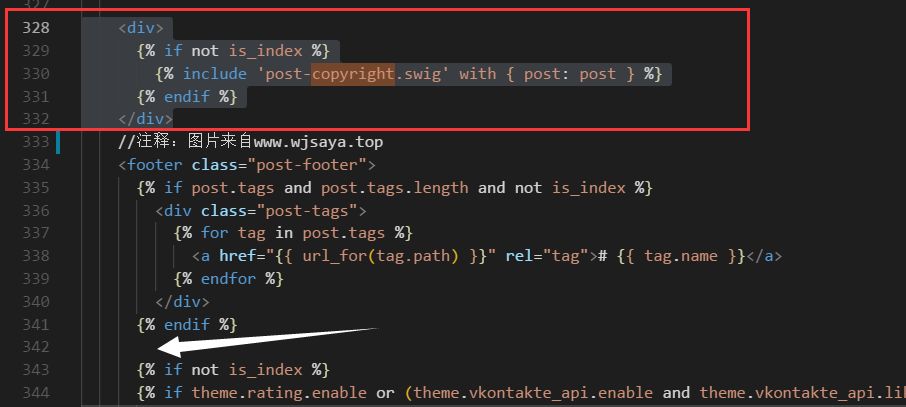 327
328 <div>
329 {% if not is_index %}
330 {% include 'post-copyright.swig' with { post: post } %}
331 {% endif %}
332 </div>
333 //注释：图片来自www.wjsaya.top
334 <footer class="post-footer">
335 {% if post.tags and post.tags.length and not is_index %}
336 <div class="post-tags">
337 {% for tag in post.tags %}
338 <a href="{{ url_for(tag.path) }}" rel="tag"># {{ tag.name }}</a>
339 {% endfor %}
340 </div>
341 {% endif %}
342
343 {% if not is_index %}
344 {% if theme.rating.enable or (theme.vkontakte_api.enable and theme.vkontakte_api.lik